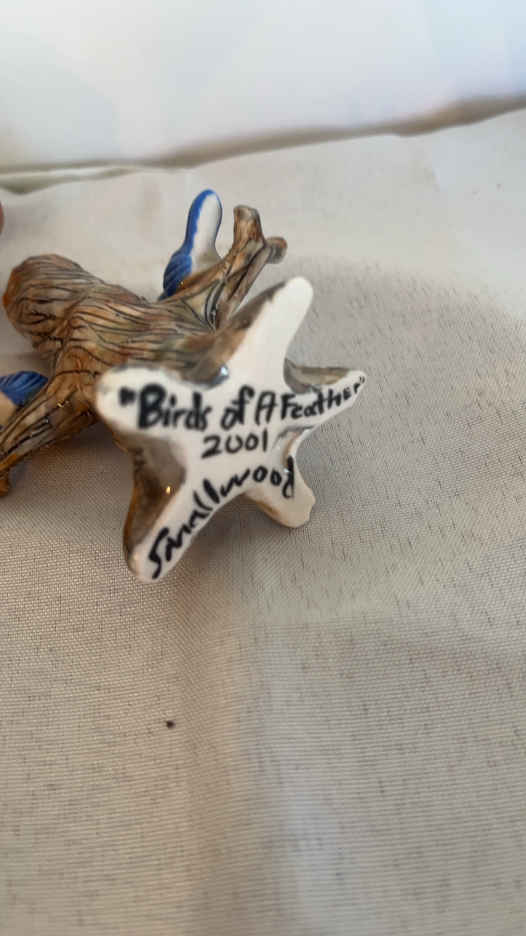 "Birds of A Feather"
2001
Smallwood